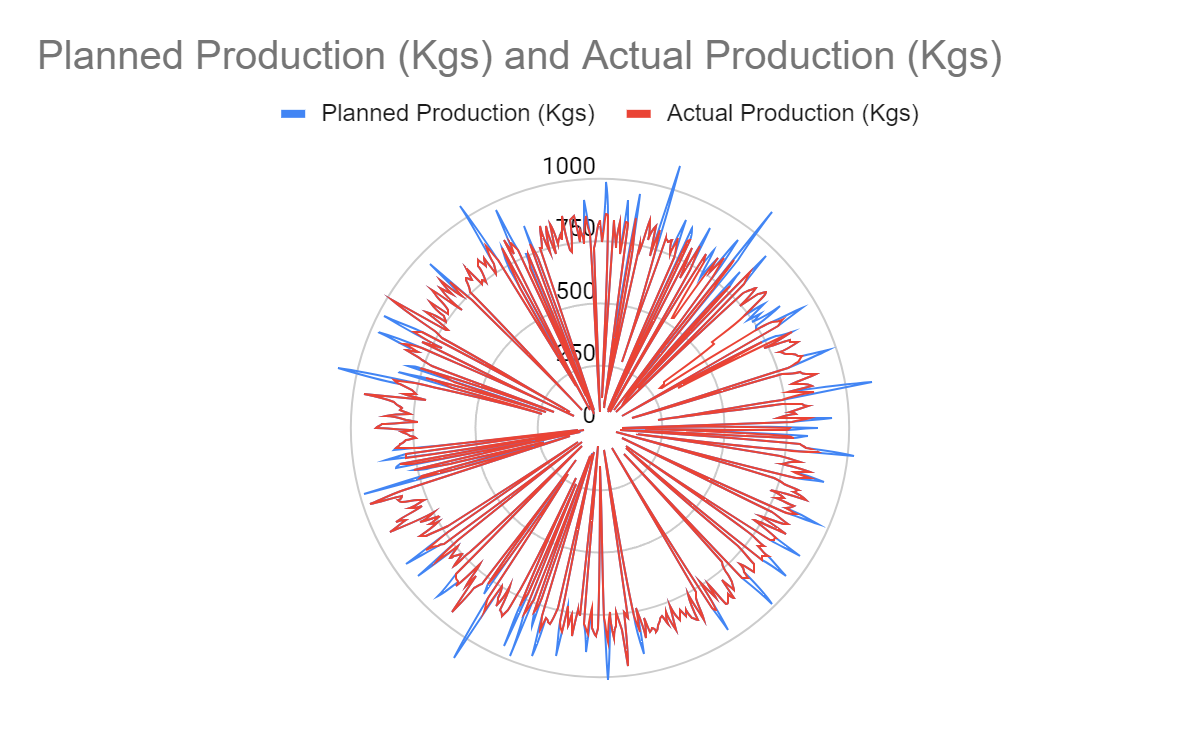 Planned Production (Kgs) and Actual Production (Kgs)
Planned Production (Kgs) Actual Production (Kgs)
1000
750
500
250
0